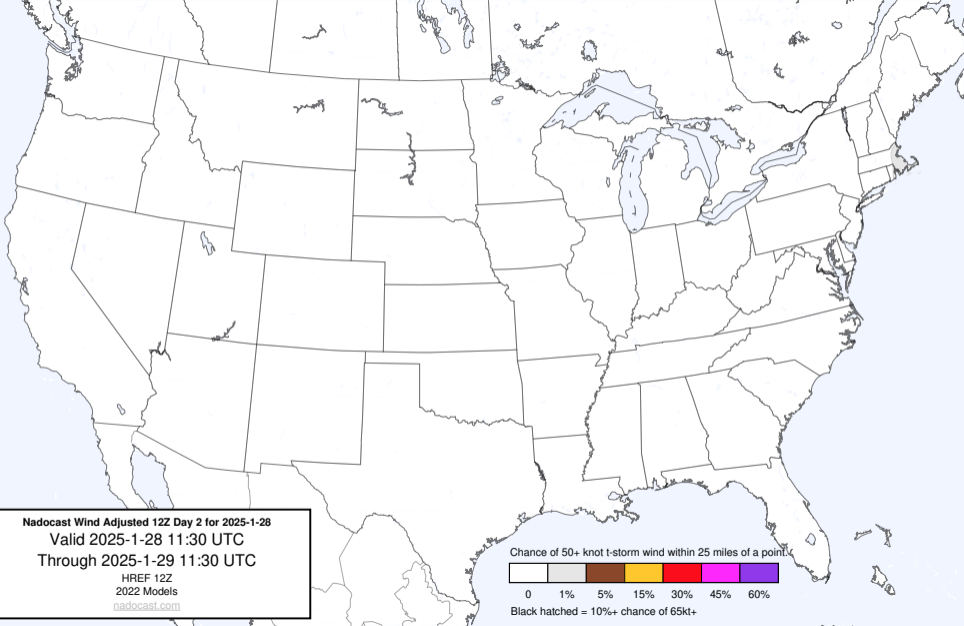 Nadocast Wind Adjusted 12Z Day 2 for 2025-1-28
Valid 2025-1-28 11:30 UTC
Through 2025-1-29 11:30 UTC
HREF 12Z
2022 Models
nadocast.com
Chance of 50+ knot t-storm wind within 25 miles of a point.
0 1% 5% 15% 30% 45% 60%
Black hatched = 10%+ chance of 65kt+